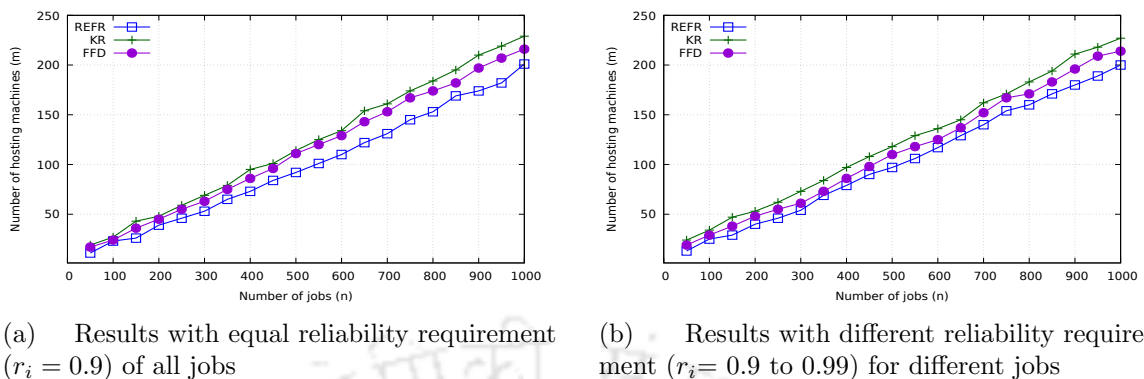 REFR
KR
FFD
Number of hosting machines (m)
200
150
100
50
0 100 200 300 400 500 600 700 800 900 1000
Number of jobs (n)
REFR
KR
FFD
Number of hosting machines (m)
200
150
100
50
0 100 200 300 400 500 600 700 800 900 1000
Number of jobs (n)
(a) Results with equal reliability requirement
(r_i = 0.9) of all jobs
(b) Results with different reliability require
ment (r_i= 0.9 to 0.99) for different jobs